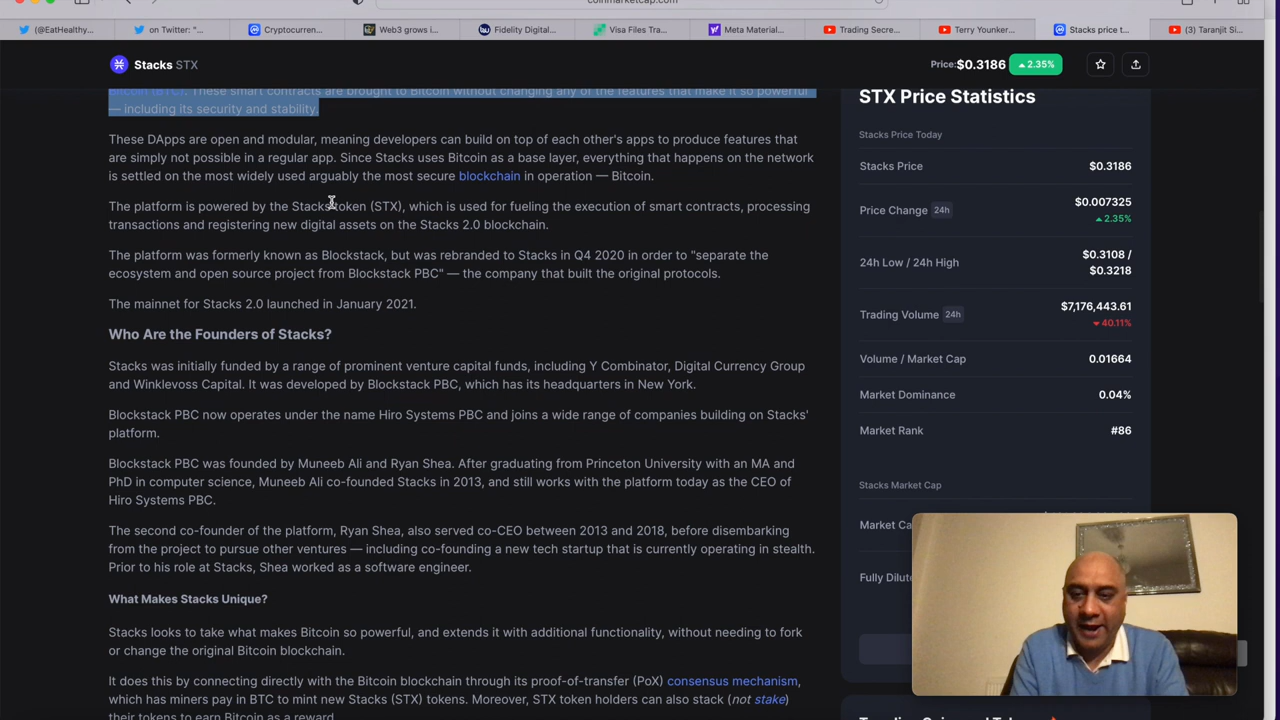 coinmarketcap.com
(@EatHealthy...
on Twitter: "...
Cryptocurren...
Web3 grows i...
Fidelity Digital...
Visa Files Tra...
Meta Material...
Trading Secre...
Terry Younker...
Stacks price t...
(3) Taranjit Si...
Stacks STX
Price: $0.3186 2.35%
Bitcoin (BTC). These smart contracts are brought to Bitcoin without changing any of the features that make it so powerful
— including its security and stability.
These DApps are open and modular, meaning developers can build on top of each other's apps to produce features that
are simply not possible in a regular app. Since Stacks uses Bitcoin as a base layer, everything that happens on the network
is settled on the most widely used arguably the most secure blockchain in operation — Bitcoin.
The platform is powered by the Stacks token (STX), which is used for fueling the execution of smart contracts, processing
transactions and registering new digital assets on the Stacks 2.0 blockchain.
The platform was formerly known as Blockstack, but was rebranded to Stacks in Q4 2020 in order to "separate the
ecosystem and open source project from Blockstack PBC" — the company that built the original protocols.
The mainnet for Stacks 2.0 launched in January 2021.
Who Are the Founders of Stacks?
Stacks was initially funded by a range of prominent venture capital funds, including Y Combinator, Digital Currency Group
and Winklevoss Capital. It was developed by Blockstack PBC, which has its headquarters in New York.
Blockstack PBC now operates under the name Hiro Systems PBC and joins a wide range of companies building on Stacks'
platform.
Blockstack PBC was founded by Muneeb Ali and Ryan Shea. After graduating from Princeton University with an MA and
PhD in computer science, Muneeb Ali co-founded Stacks in 2013, and still works with the platform today as the CEO of
Hiro Systems PBC.
The second co-founder of the platform, Ryan Shea, also served co-CEO between 2013 and 2018, before disembarking
from the project to pursue other ventures — including co-founding a new tech startup that is currently operating in stealth.
Prior to his role at Stacks, Shea worked as a software engineer.
What Makes Stacks Unique?
Stacks looks to take what makes Bitcoin so powerful, and extends it with additional functionality, without needing to fork
or change the original Bitcoin blockchain.
It does this by connecting directly with the Bitcoin blockchain through its proof-of-transfer (PoX) consensus mechanism,
which has miners pay in BTC to mint new Stacks (STX) tokens. Moreover, STX token holders can also stack (not stake)
their tokens to earn Bitcoin as a reward.
STX Price Statistics
Stacks Price Today
Stacks Price $0.3186
Price Change 24h $0.007325
2.35%
24h Low / 24h High $0.3108 /
$0.3218
Trading Volume 24h $7,176,443.61
40.11%
Volume / Market Cap 0.01664
Market Dominance 0.04%
Market Rank #86
Stacks Market Cap
Market Ca
Fully Dilute